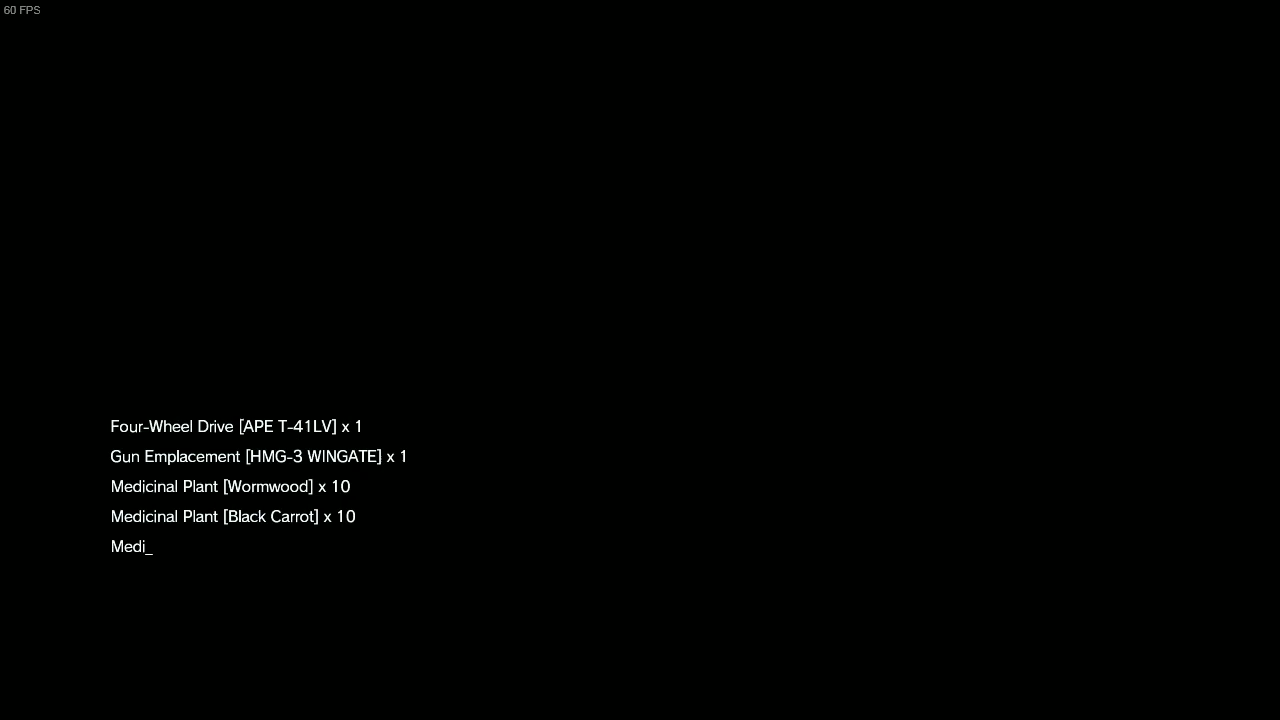 60 FPS
Four-Wheel Drive [APE T-41LV] x 1
Gun Emplacement [HMG-3 WINGATE] x 1
Medicinal Plant [Wormwood] x 10
Medicinal Plant [Black Carrot] x 10
Medi_